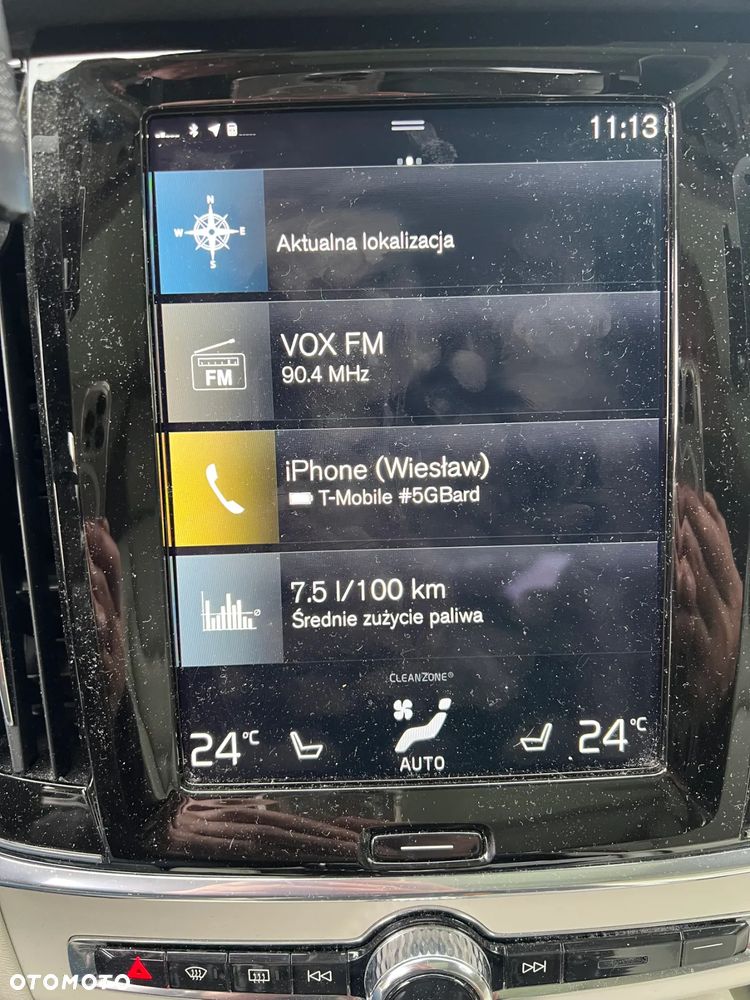 11:13
N
W E
S
Aktualna lokalizacja
VOX FM
FM
90.4 MHz
iPhone (Wiesław)
T-Mobile #5GBard
7.5 l/100 km
Średnie zużycie paliwa
CLEANZONE®
24°C
24°C
AUTO
OTOMOTO